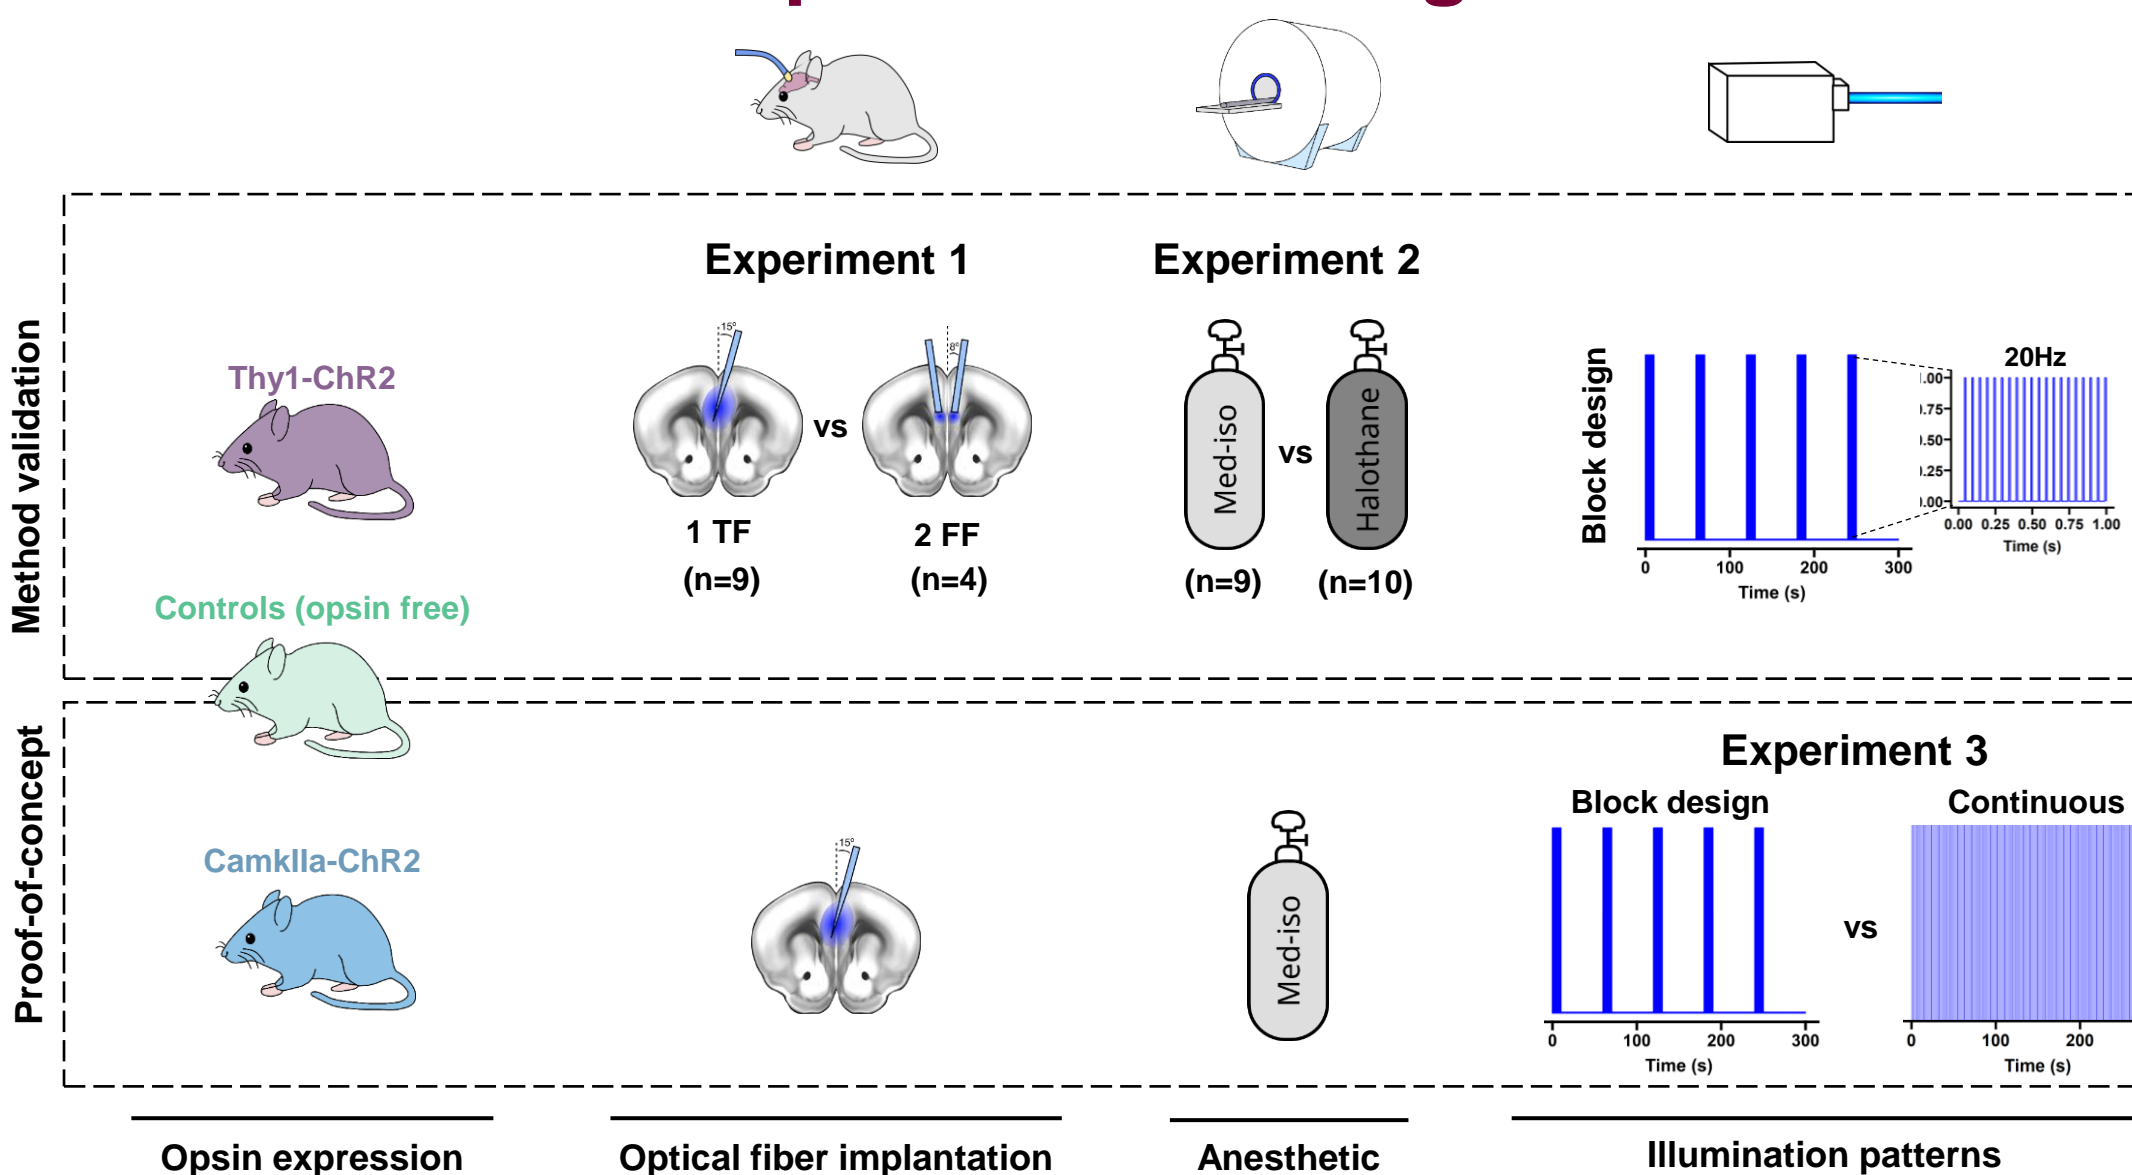 Experiment 1
Experiment 2
Method validation
Thy1-ChR2
15°
vs
8°
1 TF
(n=9)
2 FF
(n=4)
Med-iso
vs
Halothane
(n=9)
(n=10)
Block design
0
100
200
300
Time (s)
20Hz
0.00 0.25 0.50 0.75 1.00
Time (s)
Controls (opsin free)
Proof-of-concept
CamkIIa-ChR2
15°
Med-iso
Experiment 3
Block design
0
100
200
300
Time (s)
vs
Continuous
0
100
200
Time (s)
Opsin expression
Optical fiber implantation
Anesthetic
Illumination patterns